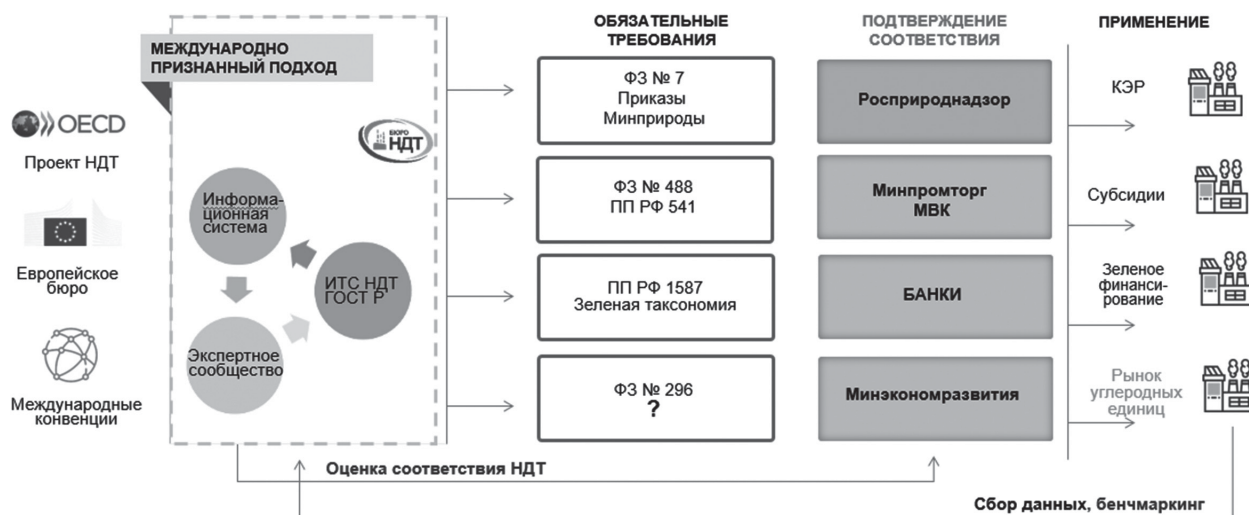 МЕЖДУНАРОДНО
ПРИЗНАННЫЙ ПОДХОД
OECD
Проект НДТ
Европейское
бюро
Международные
конвенции
БЮРО
НДТ
Информа-
ционная
система
ИТС НДТ
ГОСТ Р
Экспертное
сообщество
ОБЯЗАТЕЛЬНЫЕ
ТРЕБОВАНИЯ
ФЗ № 7
Приказы
Минприроды
ФЗ № 488
ПП РФ 541
ПП РФ 1587
Зеленая таксономия
ФЗ № 296
?
ПОДТВЕРЖДЕНИЕ
СООТВЕТСТВИЯ
Росприроднадзор
Минпромторг
МВК
БАНКИ
Минэкономразвития
ПРИМЕНЕНИЕ
КЭР
Субсидии
Зеленое
финанси-
рование
Рынок
углеродных
единиц
Оценка соответствия НДТ
Сбор данных, бенчмаркинг